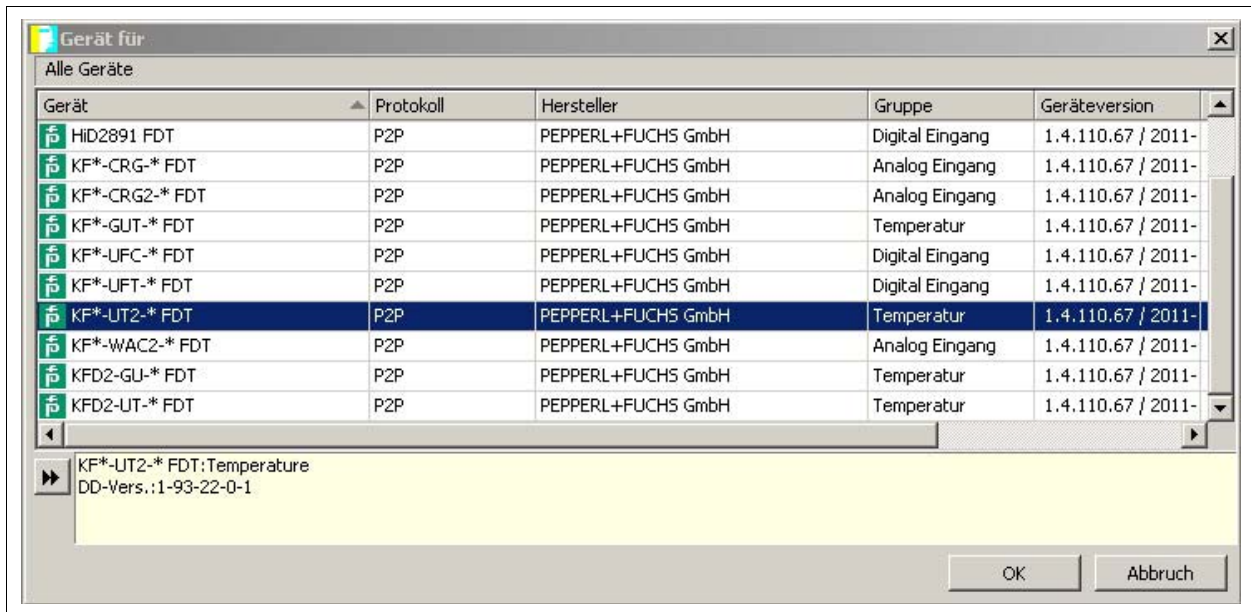 Gerät für
Alle Geräte
Gerät Protokoll Hersteller Gruppe Geräteversion
HiD2891 FDT P2P PEPPERL+FUCHS GmbH Digital Eingang 1.4.110.67 / 2011-
KF*-CRG-* FDT P2P PEPPERL+FUCHS GmbH Analog Eingang 1.4.110.67 / 2011-
KF*-CRG2-* FDT P2P PEPPERL+FUCHS GmbH Analog Eingang 1.4.110.67 / 2011-
KF*-GUT-* FDT P2P PEPPERL+FUCHS GmbH Temperatur 1.4.110.67 / 2011-
KF*-UFC-* FDT P2P PEPPERL+FUCHS GmbH Digital Eingang 1.4.110.67 / 2011-
KF*-UFT-* FDT P2P PEPPERL+FUCHS GmbH Digital Eingang 1.4.110.67 / 2011-
KF*-UT2-* FDT P2P PEPPERL+FUCHS GmbH Temperatur 1.4.110.67 / 2011-
KF*-WAC2-* FDT P2P PEPPERL+FUCHS GmbH Analog Eingang 1.4.110.67 / 2011-
KFD2-GU-* FDT P2P PEPPERL+FUCHS GmbH Temperatur 1.4.110.67 / 2011-
KFD2-UT-* FDT P2P PEPPERL+FUCHS GmbH Temperatur 1.4.110.67 / 2011-
KF*-UT2-* FDT:Temperature
DD-Vers.:1-93-22-0-1
OK Abbruch